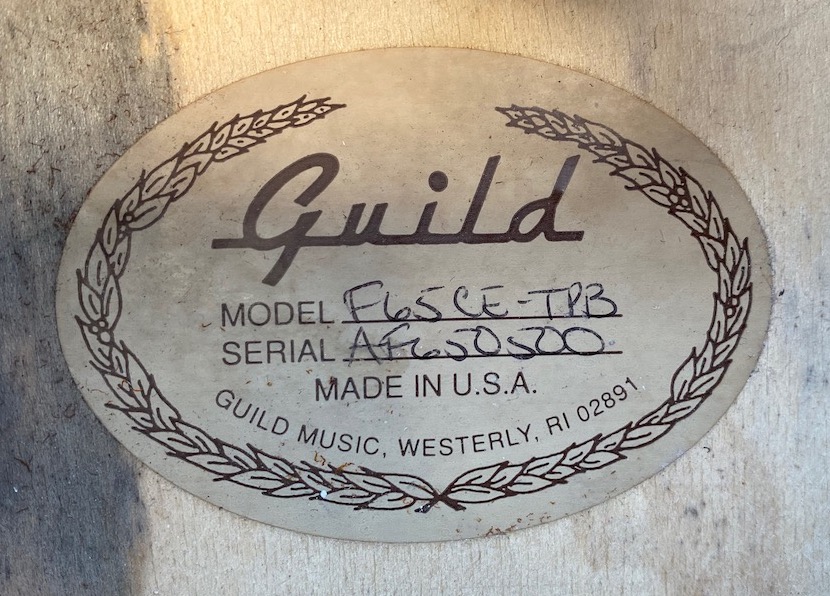 Guild
MODEL F65CE-TPB
SERIAL AF650500
MADE IN U.S.A.
GUILD MUSIC, WESTERLY, RI 02891